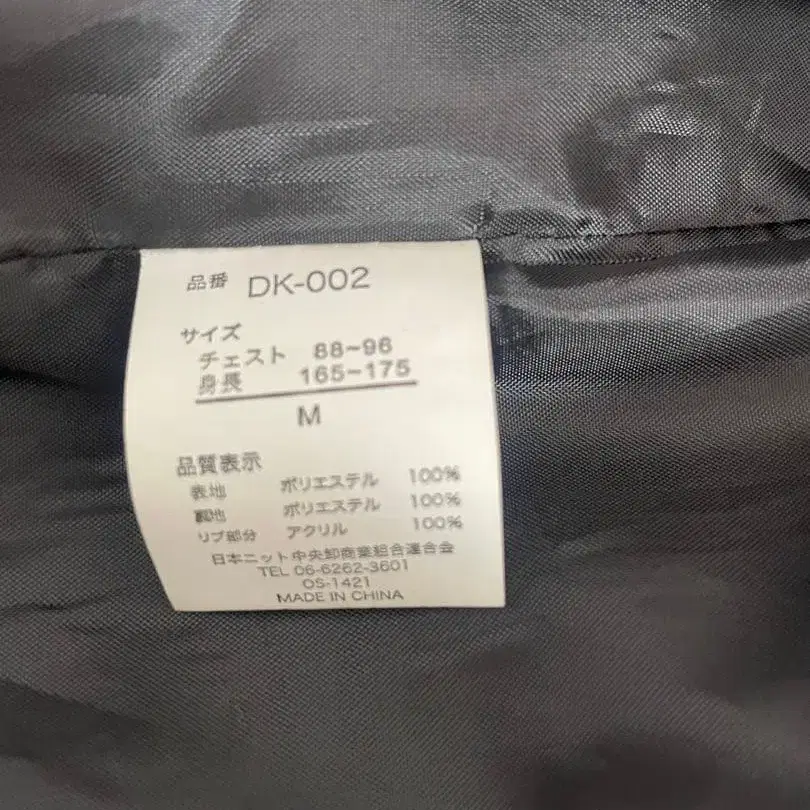 品番 DK-002
サイズ
チェスト 88~96
身長 165~175
M
品質表示
表地 ポリエステル 100%
裏地 ポリエステル 100%
リブ部分 アクリル 100%
日本ニット中央卸商業組合連合会
TEL 06-6262-3601
OS-1421
MADE IN CHINA